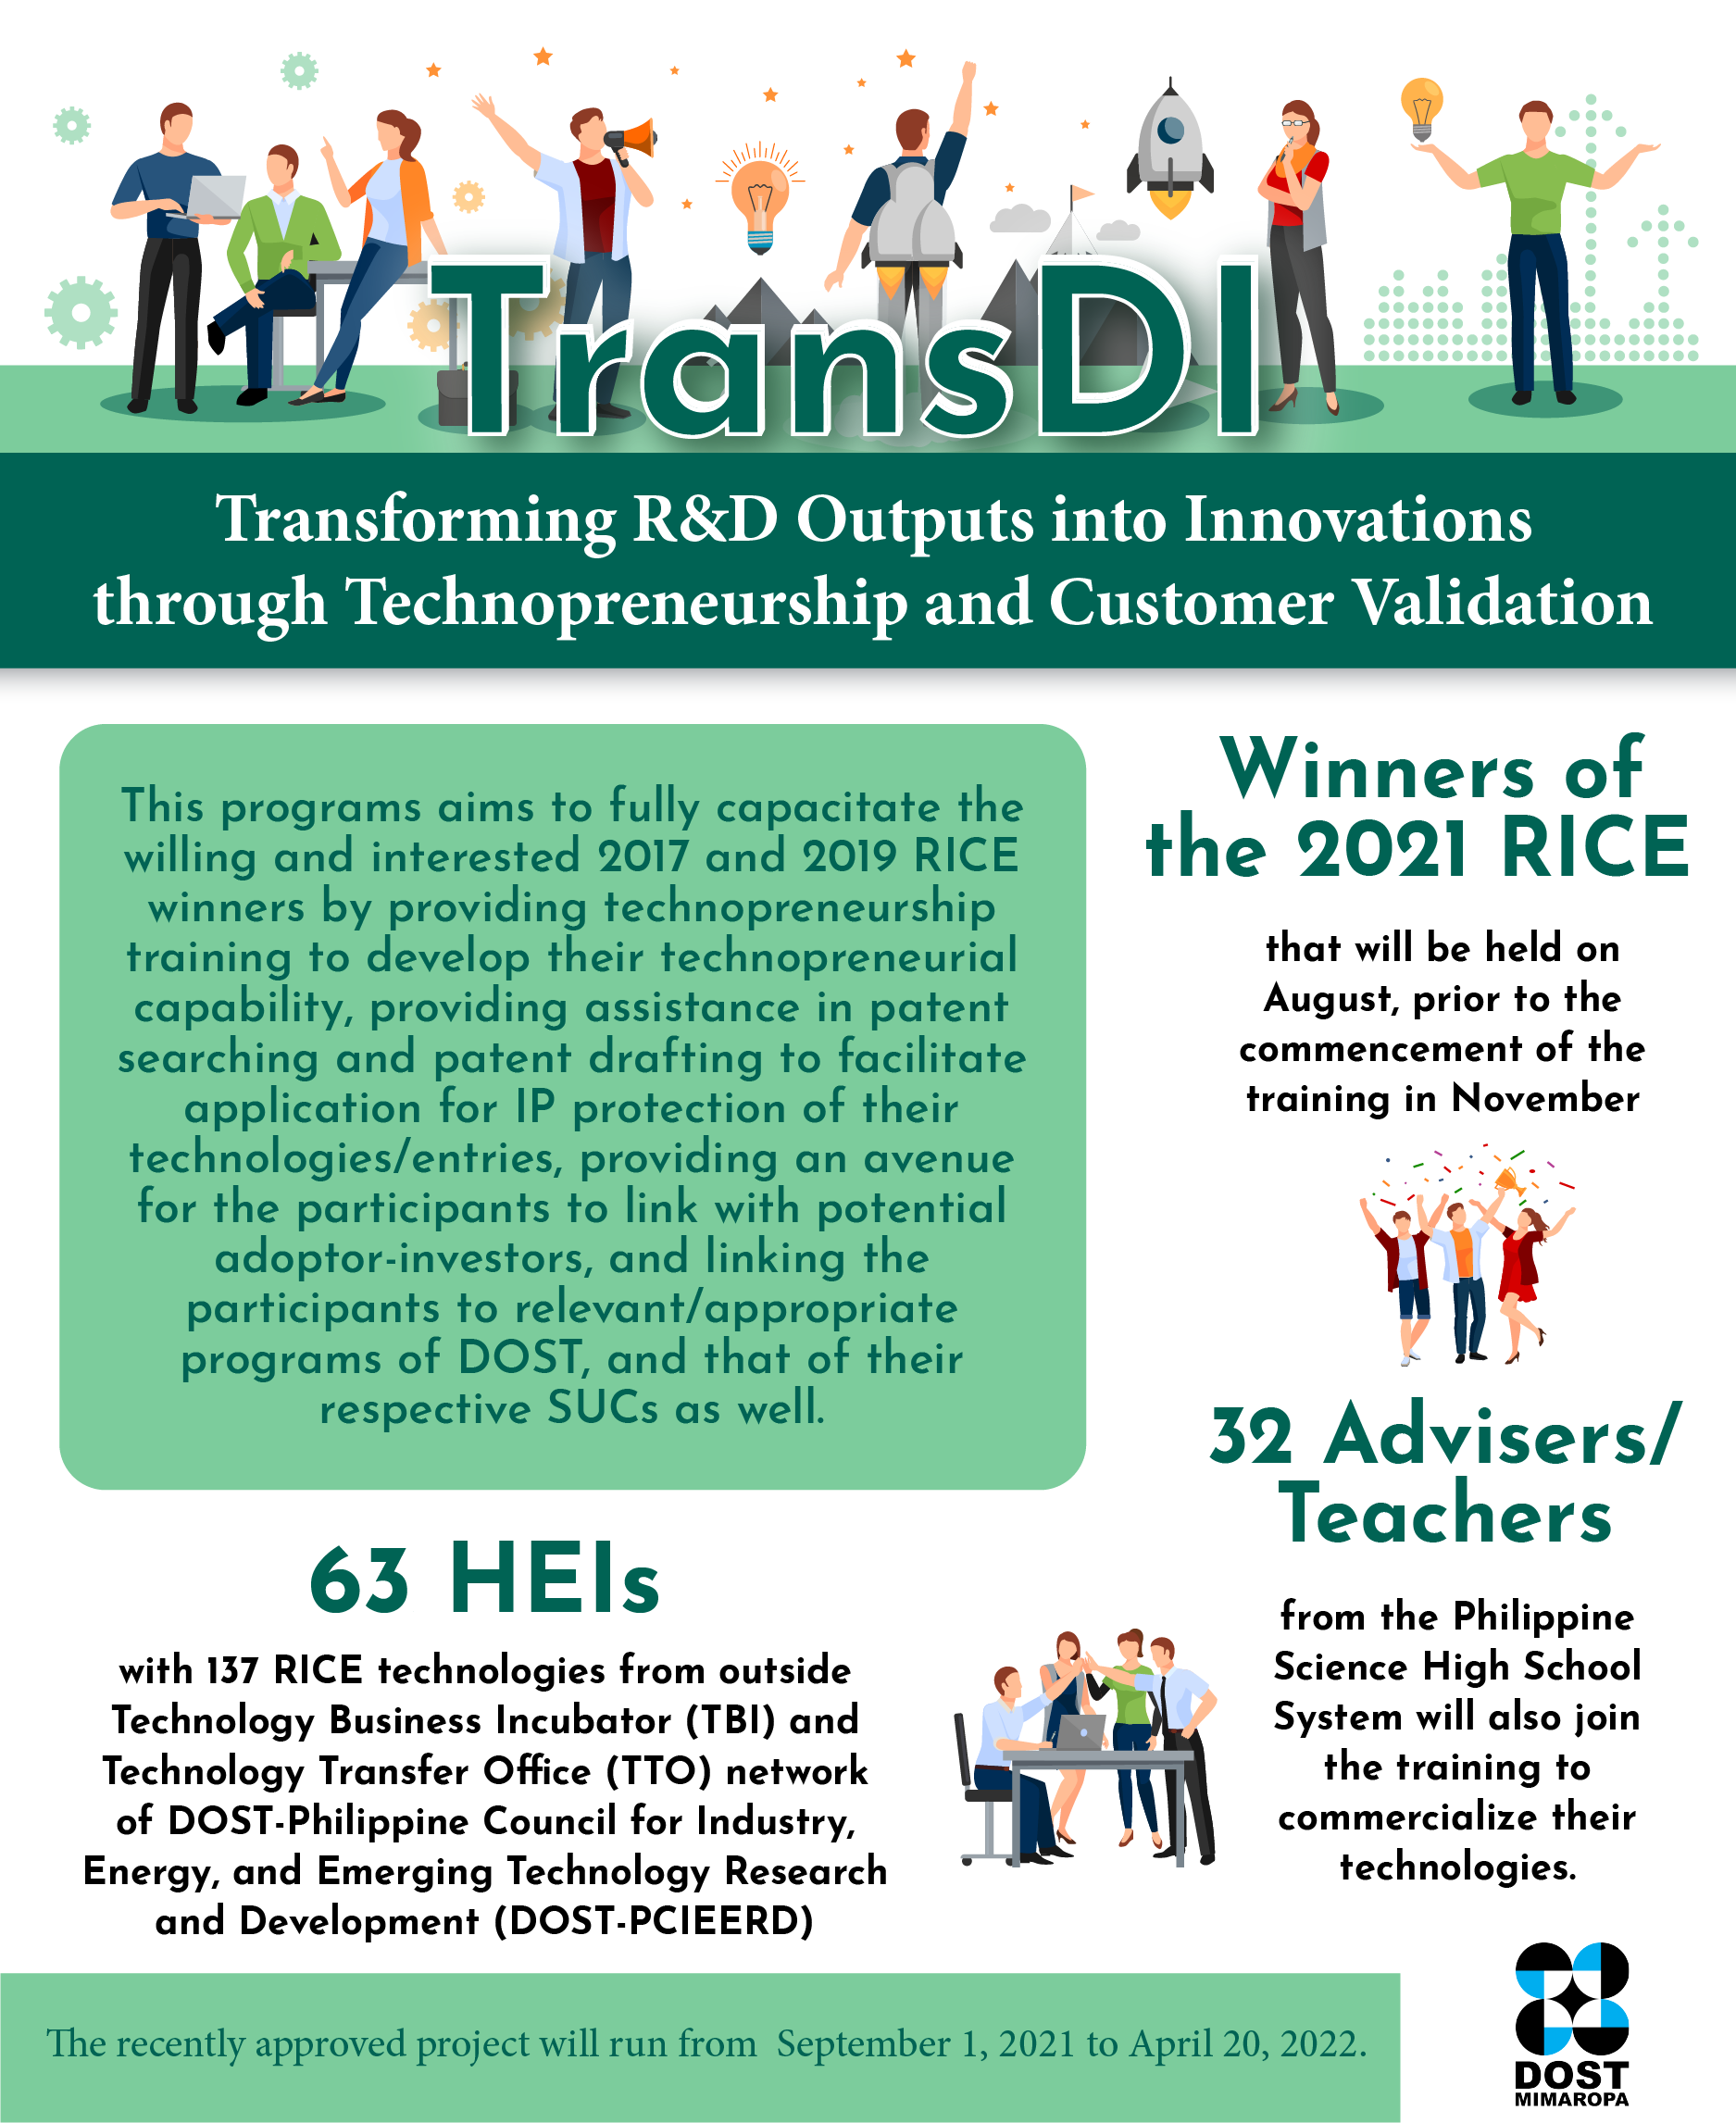 TransDI
Transforming R&D Outputs into Innovations
through Technopreneurship and Customer Validation
This programs aims to fully capacitate the
willing and interested 2017 and 2019 RICE
winners by providing technopreneurship
training to develop their technopreneurial
capability, providing assistance in patent
searching and patent drafting to facilitate
application for IP protection of their
technologies/entries, providing an avenue
for the participants to link with potential
adoptor-investors, and linking the
participants to relevant/appropriate
programs of DOST, and that of their
respective SUCs as well.
Winners of
the 2021 RICE
that will be held on
August, prior to the
commencement of the
training in November
32 Advisers/
Teachers
from the Philippine
Science High School
System will also join
the training to
commercialize their
technologies.
63 HEIs
with 137 RICE technologies from outside
Technology Business Incubator (TBI) and
Technology Transfer Office (TTO) network
of DOST-Philippine Council for Industry,
Energy, and Emerging Technology Research
and Development (DOST-PCIEERD)
The recently approved project will run from  September 1, 2021 to April 20, 2022.
DOST
MIMAROPA